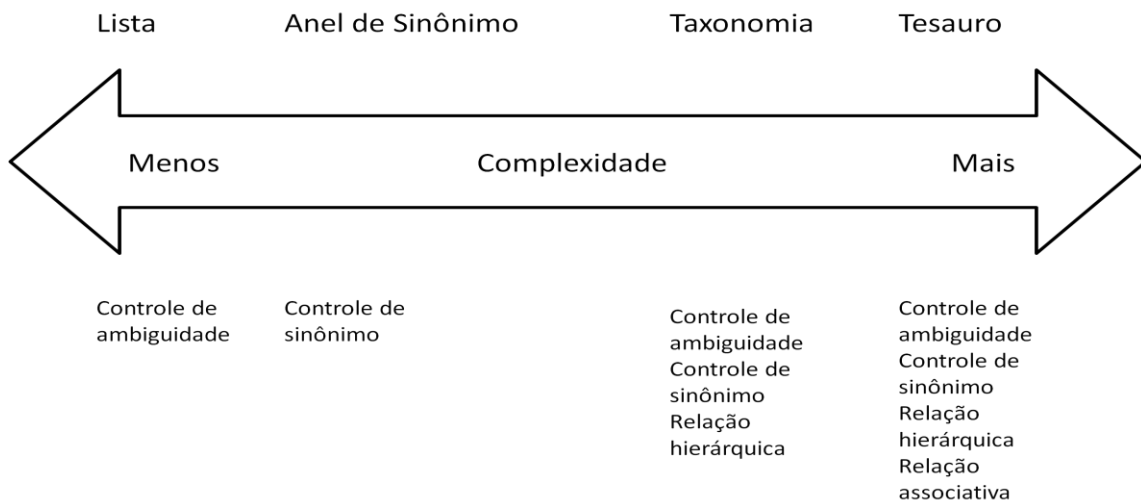 Lista
Anel de Sinônimo
Taxonomia
Tesauro
Menos
Complexidade
Mais
Controle de
ambiguidade
Controle de
sinônimo
Controle de
ambiguidade
Controle de
sinônimo
Relação
hierárquica
Controle de
ambiguidade
Controle de
sinônimo
Relação
hierárquica
Relação
associativa